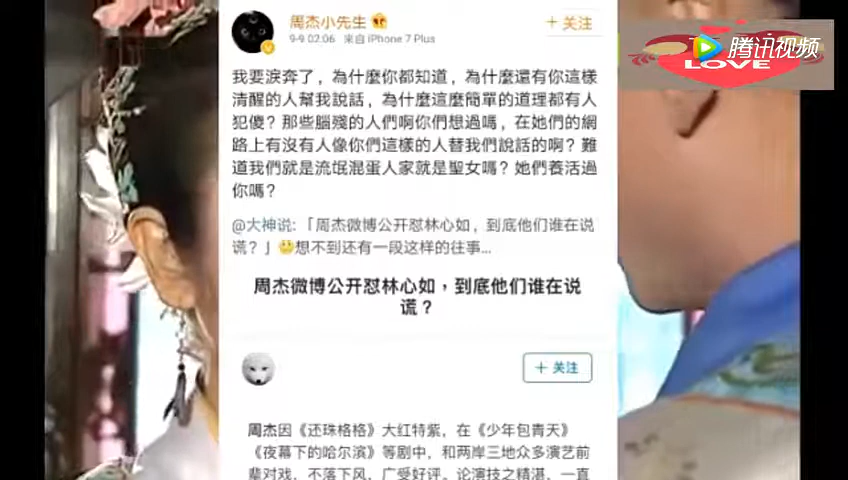 周杰小先生
+ 关注
9-9 02:06 来自 iPhone 7 Plus
腾讯视频
LOVE
我要淚奔了，為什麼你都知道，為什麼還有你這樣
清醒的人幫我說話，為什麼這麼簡單的道理都有人
犯傻？那些腦殘的人們啊你們想過嗎，在她們的網
路上有沒有人像你們這樣的人替我們說話的啊？難
道我們就是流氓混蛋人家就是聖女嗎？她們養活過
你嗎？
@大神说:「周杰微博公开怼林心如，到底他们谁在说
谎？」想不到还有一段这样的往事...
周杰微博公开怼林心如，到底他们谁在说
谎？
+ 关注
周杰因《还珠格格》大红特紫，在《少年包青天》
《夜幕下的哈尔滨》等剧中，和两岸三地众多演艺前
辈对戏，不落下风，广受好评。论演技之精湛，一直